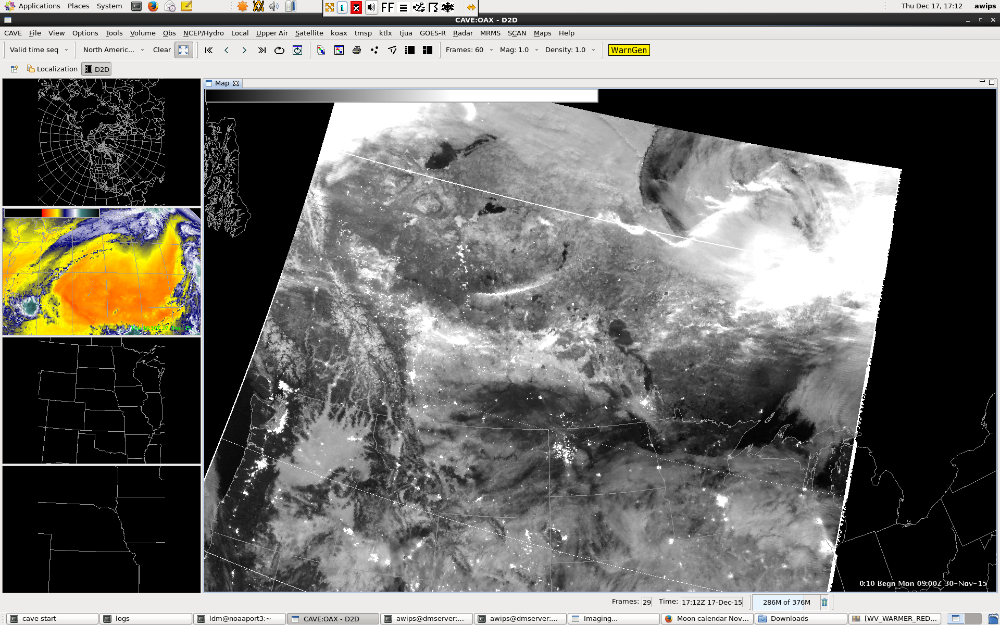 Applications Places System
FF
Thu Dec 17, 17:12 awips
CAVE:OAX - D2D
CAVE File View Options Tools Volume Obs NCEP/Hydro Local Upper Air Satellite koax tmsp ktlx tjua GOES-R Radar MRMS SCAN Maps Help
Valid time seq North Americ... Clear Frames: 60 Mag: 1.0 Density: 1.0 WarnGen
Localization D2D
Map
0:10 Begn Mon 09:00Z 30-Nov-15
Frames: 29 Time: 17:12Z 17-Dec-15 286M of 376M
cave start logs ldm@noaaport3:~ CAVE:OAX - D2D awips@dmserver:... awips@dmserver:... Imaging... Moon calendar Nov... Downloads [WV_WARMER_RED...